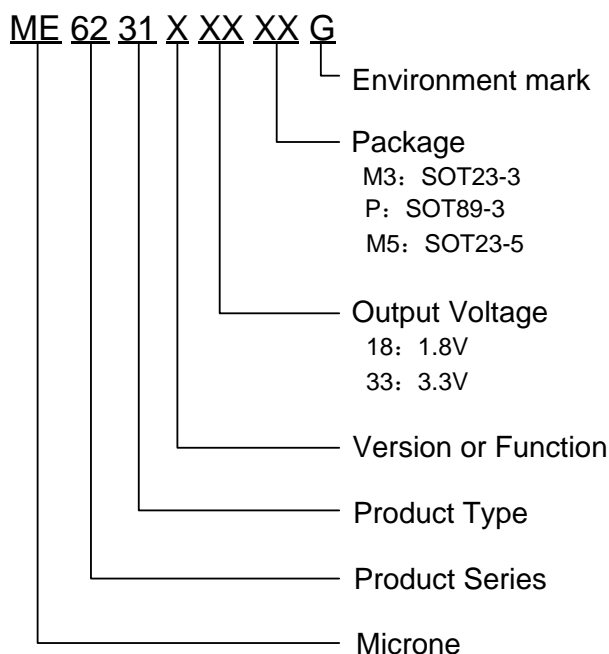 ME 62 31 X XX XX G
Environment mark
Package
M3：SOT23-3
P：SOT89-3
M5：SOT23-5
Output Voltage
18：1.8V
33：3.3V
Version or Function
Product Type
Product Series
Microne